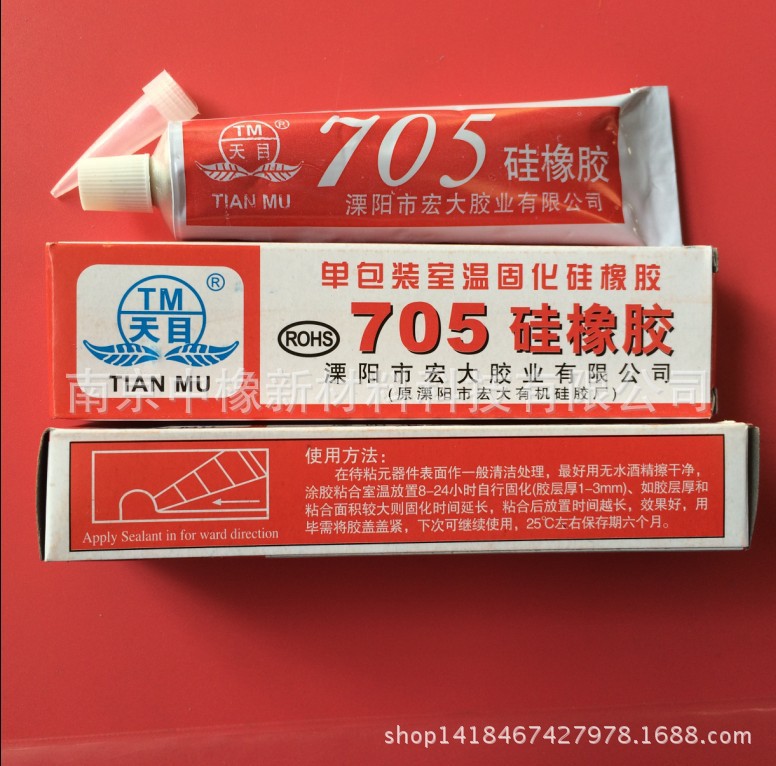 TM
天目
®
TIAN MU
705 硅橡胶
溧阳市宏大胶业有限公司
TM
天目
®
TIAN MU
单包装室温固化硅橡胶
ROHS 705 硅橡胶
溧阳市宏大胶业有限公司
(原溧阳市宏大有机硅胶厂)
南京中橡新材料科技有限公司
使用方法:
在待粘元器件表面作一般清洁处理，最好用无水酒精擦干净，
涂胶粘合室温放置8-24小时自行固化(胶层厚1-3mm)、如胶层厚和
粘合面积较大则固化时间延长，粘合后放置时间越长，效果好，用
毕需将胶盖盖紧，下次可继续使用，25℃左右保存期六个月。
Apply Sealant in for ward direction
shop1418467427978.1688.com